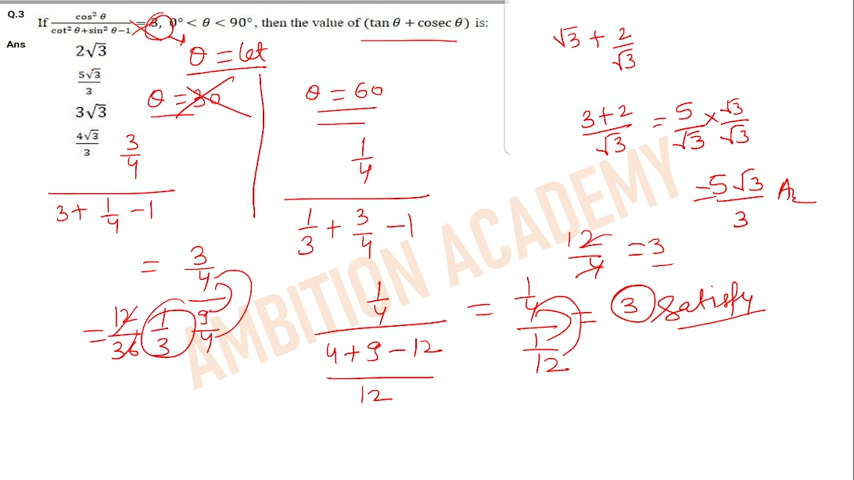 Q.3 If cos² θ / cot² θ+sin² θ−1 = 3, 0° < θ < 90°, then the value of (tan θ + cosec θ) is:
Ans
2√3
5√3/3
3√3
4√3/3
θ = let
θ = 30
3/4
3 + 1/4 − 1
= 3/4
= 12/36 1/3 9/4
θ = 60
1/4
1/3 + 3/4 − 1
1/4
4 + 9 − 12
12
= 1/4
1/12
= 3 satisfy
√3 + 2/√3
3 + 2/√3 = 5/√3 × √3/√3
= 5√3/3 A
12/4 = 3
AMBITION ACADEMY